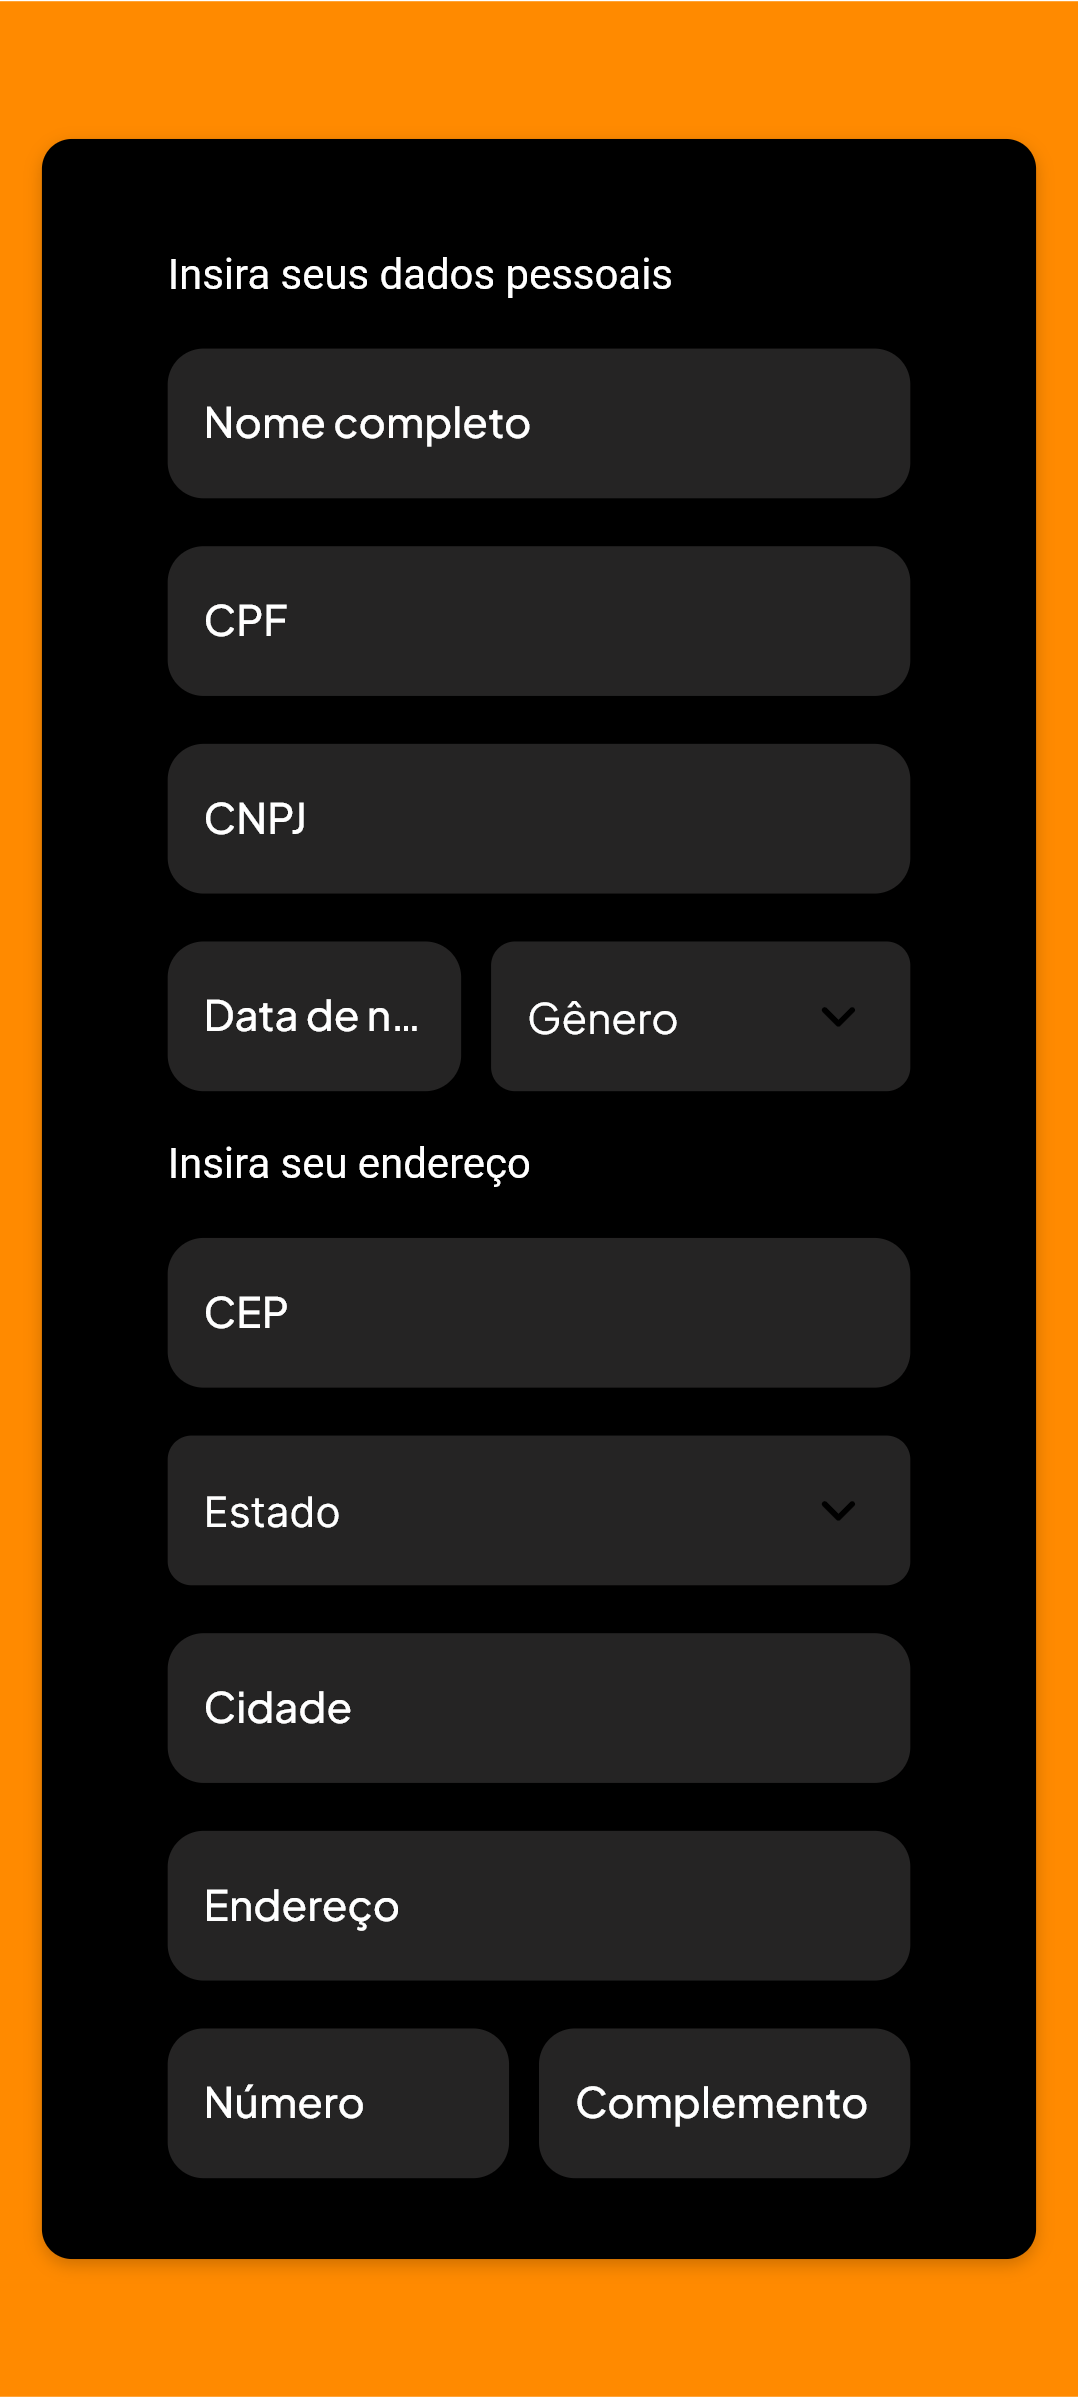 Insira seus dados pessoais
Nome completo
CPF
CNPJ
Data de n...
Gênero
Insira seu endereço
CEP
Estado
Cidade
Endereço
Número
Complemento